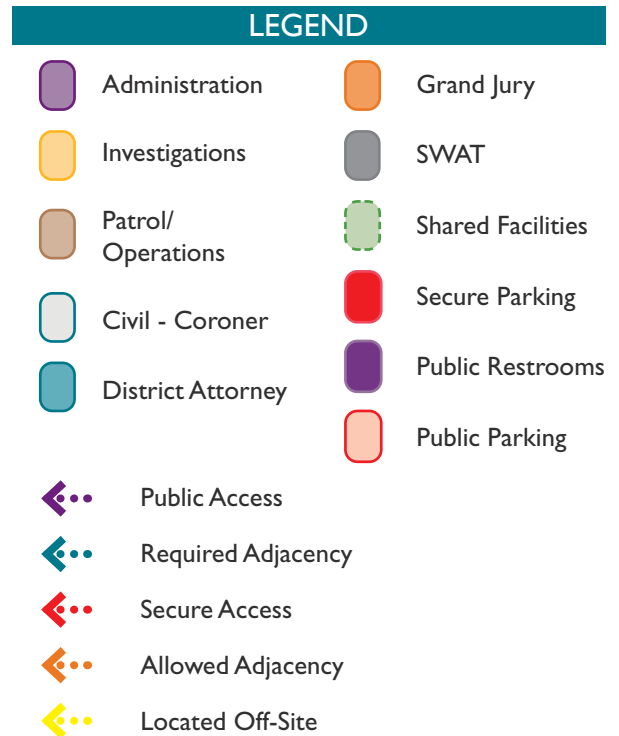 LEGEND
Administration
Investigations
Patrol/
Operations
Civil - Coroner
District Attorney
Grand Jury
SWAT
Shared Facilities
Secure Parking
Public Restrooms
Public Parking
Public Access
Required Adjacency
Secure Access
Allowed Adjacency
Located Off-Site